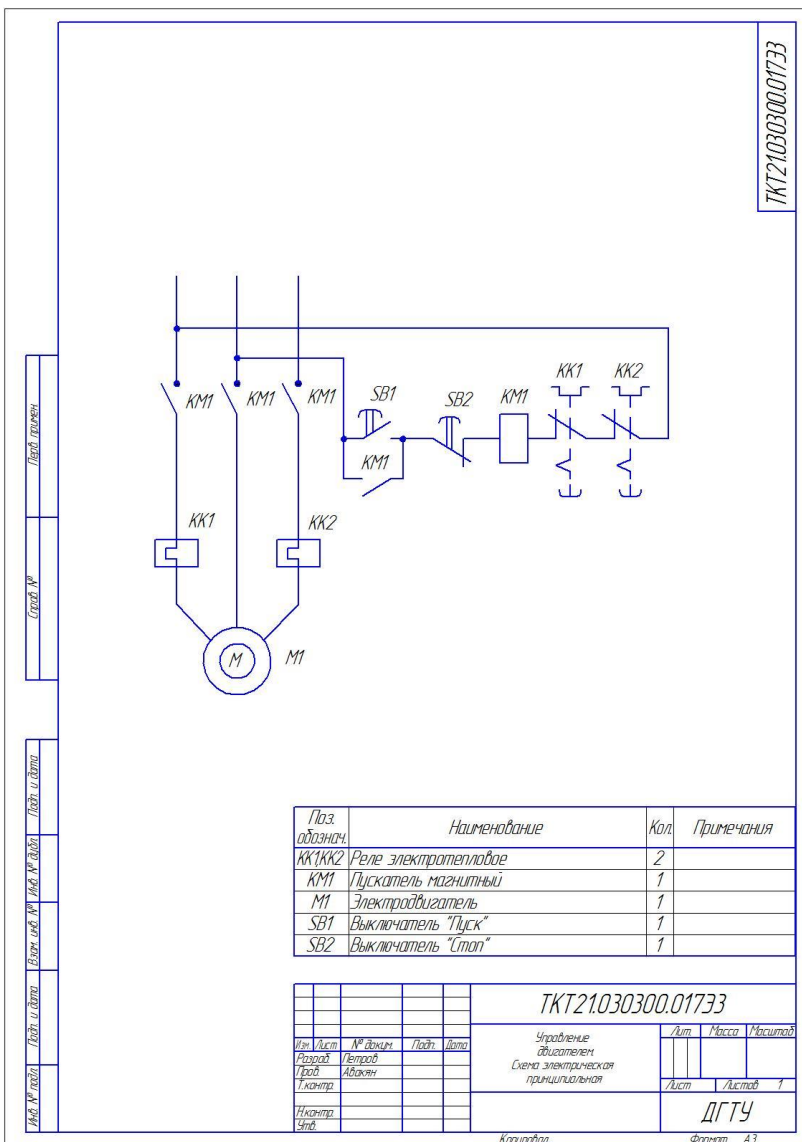 ТКТ21.030300.01ЭЗ
КМ1
КМ1
КМ1
SB1
SB2
КМ1
КК1
КК2
КМ1
КК1
КК2
М
М1
Перв. примен.
Справ. №
Подп. и дата
Инв. № дубл.
Взам. инв. №
Подп. и дата
Инв. № подл.
Поз. обознач. Наименование Кол. Примечания
КК1,КК2 Реле электротепловое 2
КМ1 Пускатель магнитный 1
М1 Электродвигатель 1
SB1 Выключатель "Пуск" 1
SB2 Выключатель "Стоп" 1
ТКТ21.030300.01ЭЗ
Изм. Лист № докум. Подп. Дата
Разраб. Петров
Пров. Авакян
Т.контр.
Н.контр.
Утв.
Управление
двигателем.
Схема электрическая
принципиальная
Лит. Масса Масштаб
Лист Листов 1
ДГТУ
Копировал Формат А3